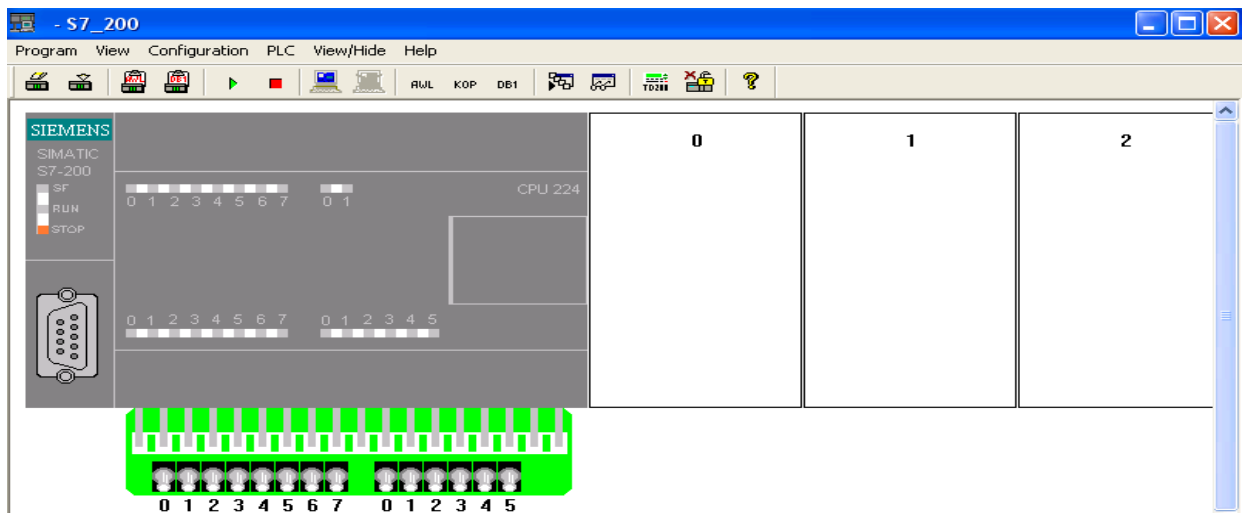 - S7_200
Program View Configuration PLC View/Hide Help
AWL KOP DB1 TD200 ?
SIEMENS
SIMATIC
S7-200
SF
RUN
STOP
0 1 2 3 4 5 6 7 0 1
CPU 224
0 1 2
0 1 2 3 4 5 6 7 0 1 2 3 4 5
0 1 2 3 4 5 6 7 0 1 2 3 4 5